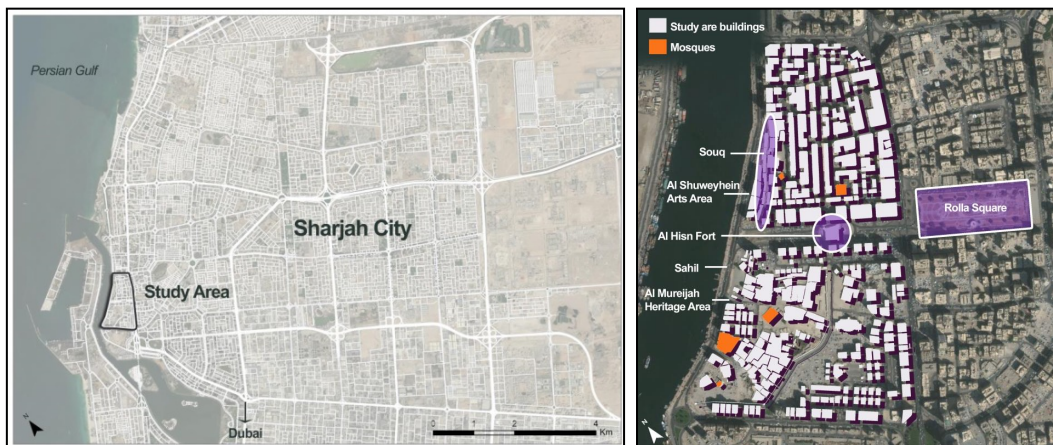 Persian Gulf
Sharjah City
Study Area
Dubai
N
0 1 2 4
Km
Study are buildings
Mosques
Souq
Al Shuweyhein
Arts Area
Rolla Square
Al Hisn Fort
Sahil
Al Mureijah
Heritage Area
N